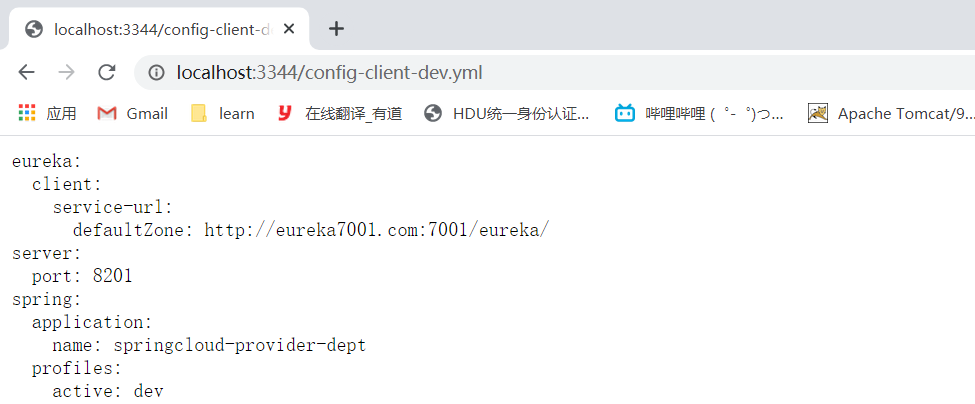 localhost:3344/config-client-d
localhost:3344/config-client-dev.yml
应用 Gmail learn 在线翻译_有道 HDU统一身份认证... 哔哩哔哩 ( ゜- ゜)つ... Apache Tomcat/9...
eureka:
  client:
    service-url:
      defaultZone: http://eureka7001.com:7001/eureka/
server:
  port: 8201
spring:
  application:
    name: springcloud-provider-dept
  profiles:
    active: dev